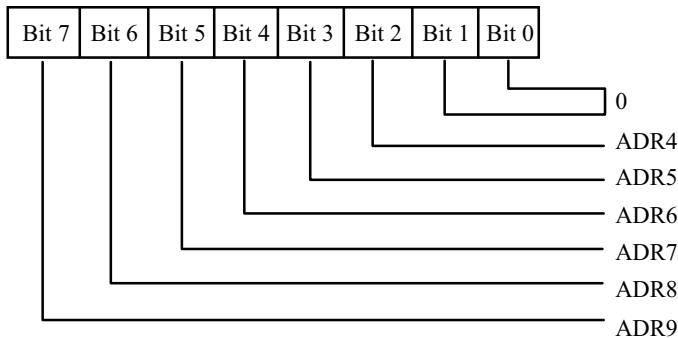 Bit 7 Bit 6 Bit 5 Bit 4 Bit 3 Bit 2 Bit 1 Bit 0
0
ADR4
ADR5
ADR6
ADR7
ADR8
ADR9